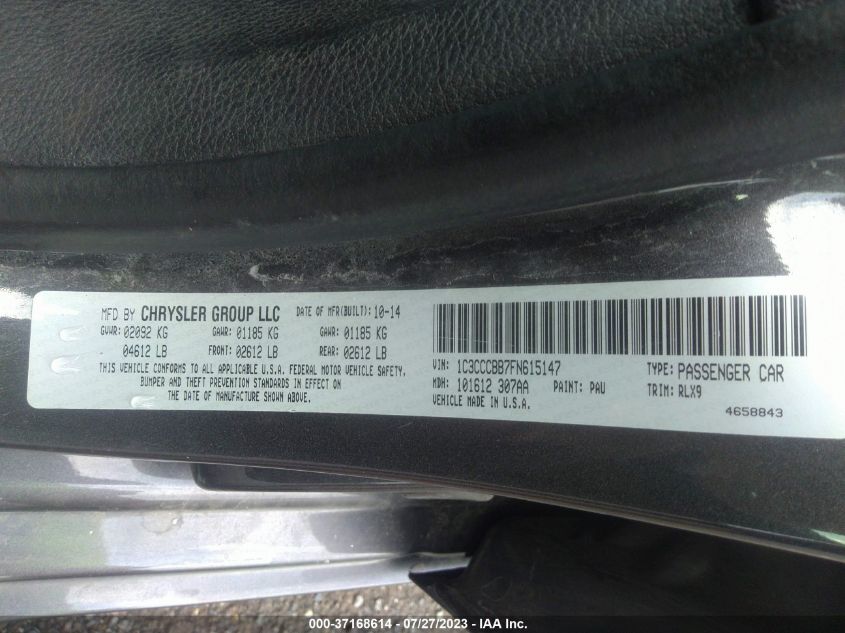 MFD BY CHRYSLER GROUP LLC DATE OF MFR(BUILT): 10-14
GVWR: 02092 KG GAWR: 01185 KG GAWR: 01185 KG
04612 LB FRONT: 02612 LB REAR: 02612 LB
THIS VEHICLE CONFORMS TO ALL APPLICABLE U.S.A. FEDERAL MOTOR VEHICLE SAFETY,
BUMPER AND THEFT PREVENTION STANDARDS IN EFFECT ON
THE DATE OF MANUFACTURE SHOWN ABOVE.
VIN: 1C3CCCBB7FN615147 TYPE: PASSENGER CAR
MDH: 101612 307AA PAINT: PAU TRIM: RLX9
VEHICLE MADE IN U.S.A. 4658843
000-37168614 - 07/27/2023 - IAA Inc.